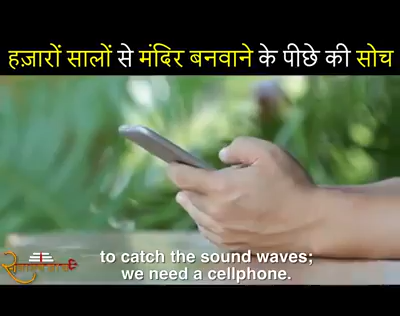 हज़ारों सालों से मंदिर बनवाने के पीछे की सोच
to catch the sound waves;
we need a cellphone.